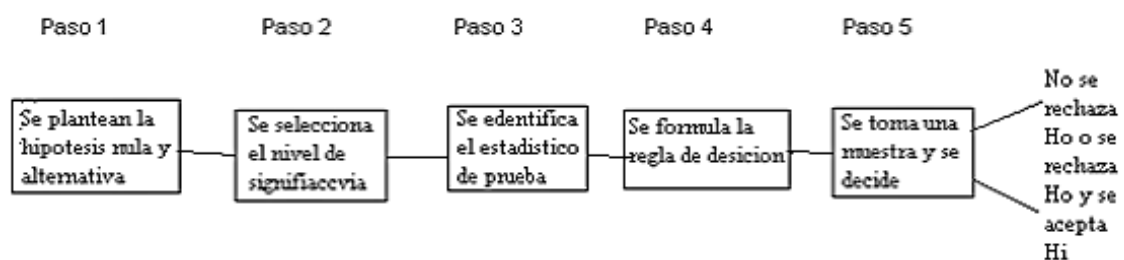 Paso 1
Paso 2
Paso 3
Paso 4
Paso 5
Se plantean la
hipotesis nula y
alternativa
Se selecciona
el nivel de
signifiaccvia
Se edentifica
el estadistico
de prueba
Se formula la
regla de desicion
Se toma una
muestra y se
decide
No se
rechaza
Ho o se
rechaza
Ho y se
acepta
Hi